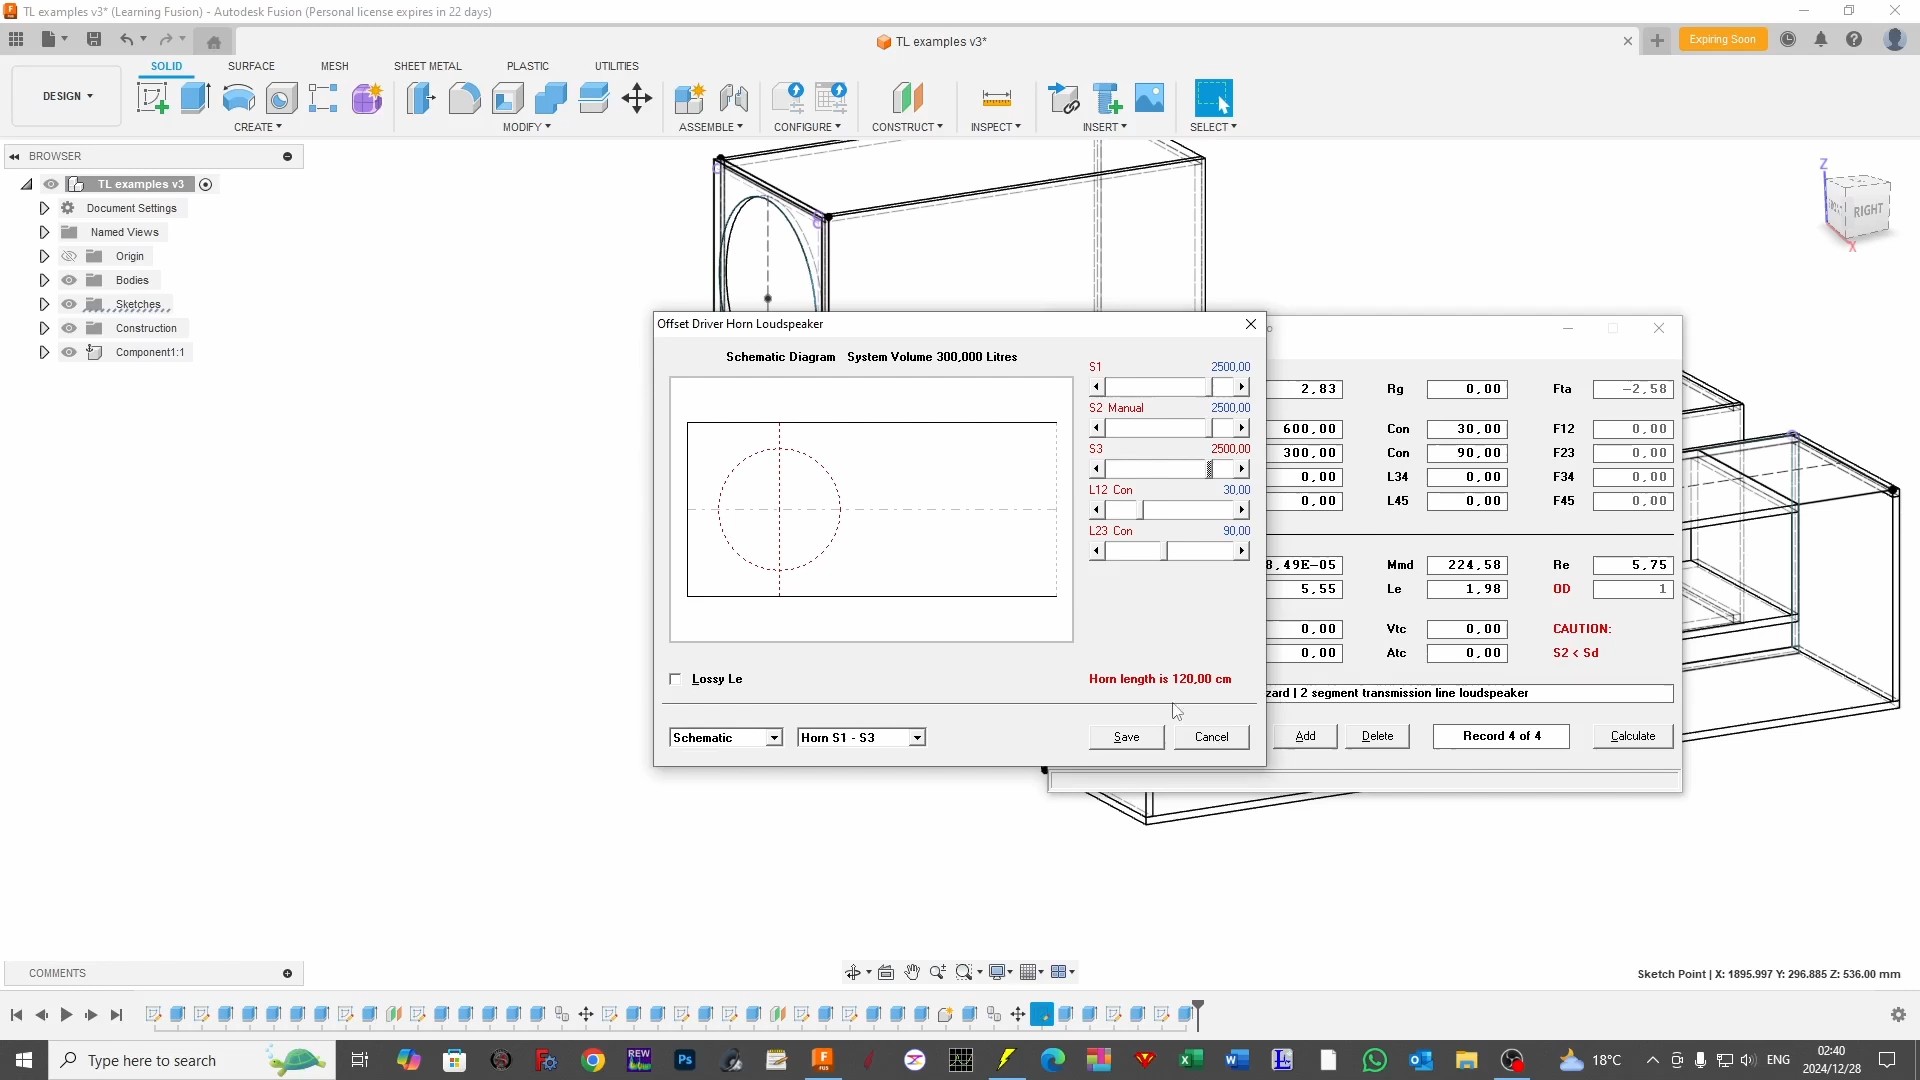 TL examples v3* (Learning Fusion) - Autodesk Fusion (Personal license expires in 22 days)
TL examples v3*
Expiring Soon
DESIGN
SOLID
SURFACE
MESH
SHEET METAL
PLASTIC
UTILITIES
CREATE
MODIFY
ASSEMBLE
CONFIGURE
CONSTRUCT
INSPECT
INSERT
SELECT
BROWSER
TL examples v3
Document Settings
Named Views
Origin
Bodies
Sketches
Construction
Component1:1
Z
RIGHT
X
Offset Driver Horn Loudspeaker
Schematic Diagram System Volume 300,000 Litres
S1 2500,00
S2 Manual 2500,00
S3 2500,00
L12 Con 30,00
L23 Con 90,00
Lossy Le
Horn length is 120,00 cm
Schematic
Horn S1 - S3
Save
Cancel
2,83 Rg 0,00 Fta -2,58
600,00 Con 30,00 F12 0,00
300,00 Con 90,00 F23 0,00
0,00 L34 0,00 F34 0,00
0,00 L45 0,00 F45 0,00
8,49E-05 Mmd 224,58 Re 5,75
5,55 Le 1,98 OD 1
0,00 Vtc 0,00 CAUTION:
0,00 Atc 0,00 S2 < Sd
zard | 2 segment transmission line loudspeaker
Add
Delete
Record 4 of 4
Calculate
COMMENTS
Sketch Point | X: 1895.997 Y: 296.885 Z: 536.00 mm
Type here to search
REW
Ps
F
FUS
18°C
ENG
02:40
2024/12/28